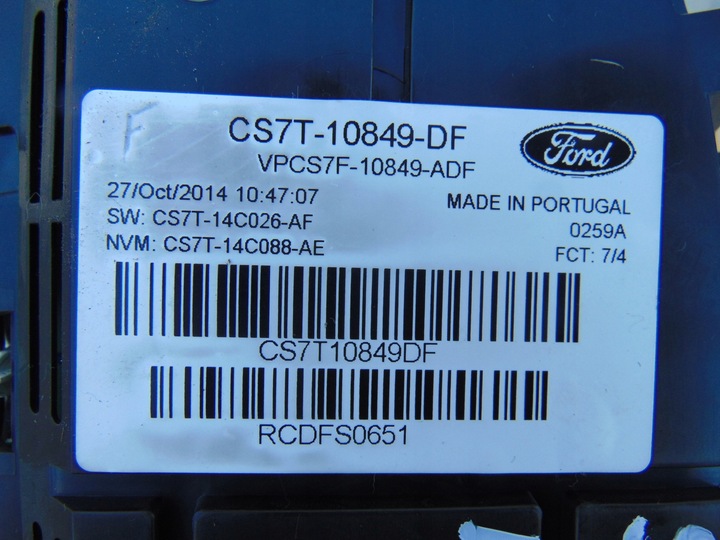 F
CS7T-10849-DF
Ford
VPCS7F-10849-ADF
27/Oct/2014 10:47:07
MADE IN PORTUGAL
SW: CS7T-14C026-AF
0259A
NVM: CS7T-14C088-AE
FCT: 7/4
CS7T10849DF
RCDFS0651